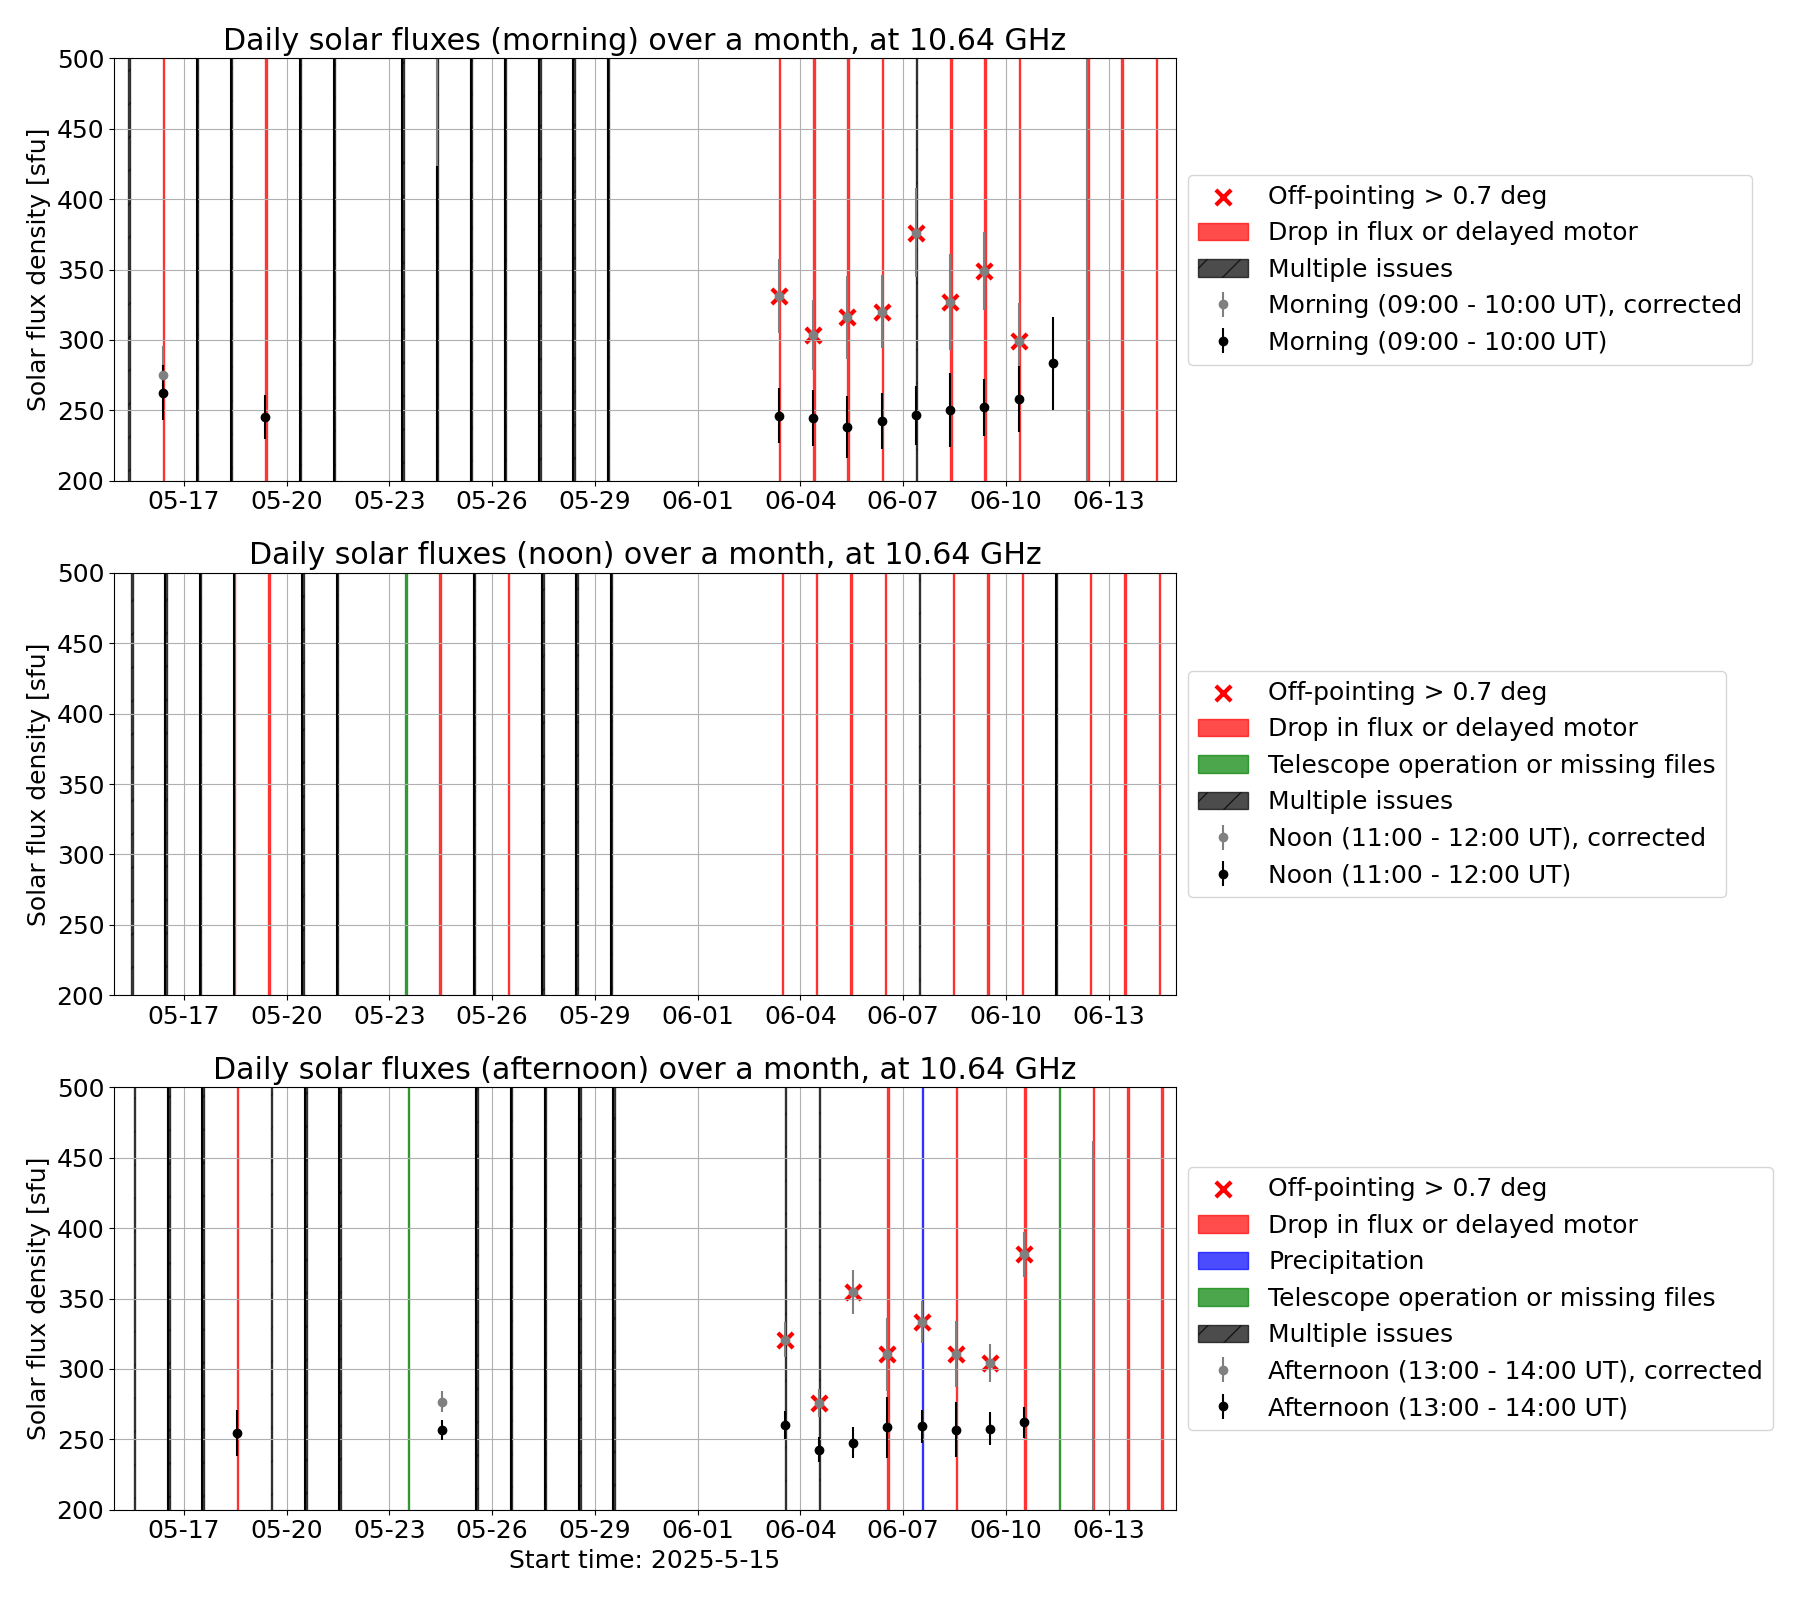 Daily solar fluxes (morning) over a month, at 10.64 GHz
Solar flux density [sfu]
500
450
400
350
300
250
200
05-17 05-20 05-23 05-26 05-29 06-01 06-04 06-07 06-10 06-13
Off-pointing > 0.7 deg
Drop in flux or delayed motor
Multiple issues
Morning (09:00 - 10:00 UT), corrected
Morning (09:00 - 10:00 UT)
Daily solar fluxes (noon) over a month, at 10.64 GHz
Solar flux density [sfu]
500
450
400
350
300
250
200
05-17 05-20 05-23 05-26 05-29 06-01 06-04 06-07 06-10 06-13
Off-pointing > 0.7 deg
Drop in flux or delayed motor
Telescope operation or missing files
Multiple issues
Noon (11:00 - 12:00 UT), corrected
Noon (11:00 - 12:00 UT)
Daily solar fluxes (afternoon) over a month, at 10.64 GHz
Solar flux density [sfu]
500
450
400
350
300
250
200
05-17 05-20 05-23 05-26 05-29 06-01 06-04 06-07 06-10 06-13
Start time: 2025-5-15
Off-pointing > 0.7 deg
Drop in flux or delayed motor
Precipitation
Telescope operation or missing files
Multiple issues
Afternoon (13:00 - 14:00 UT), corrected
Afternoon (13:00 - 14:00 UT)